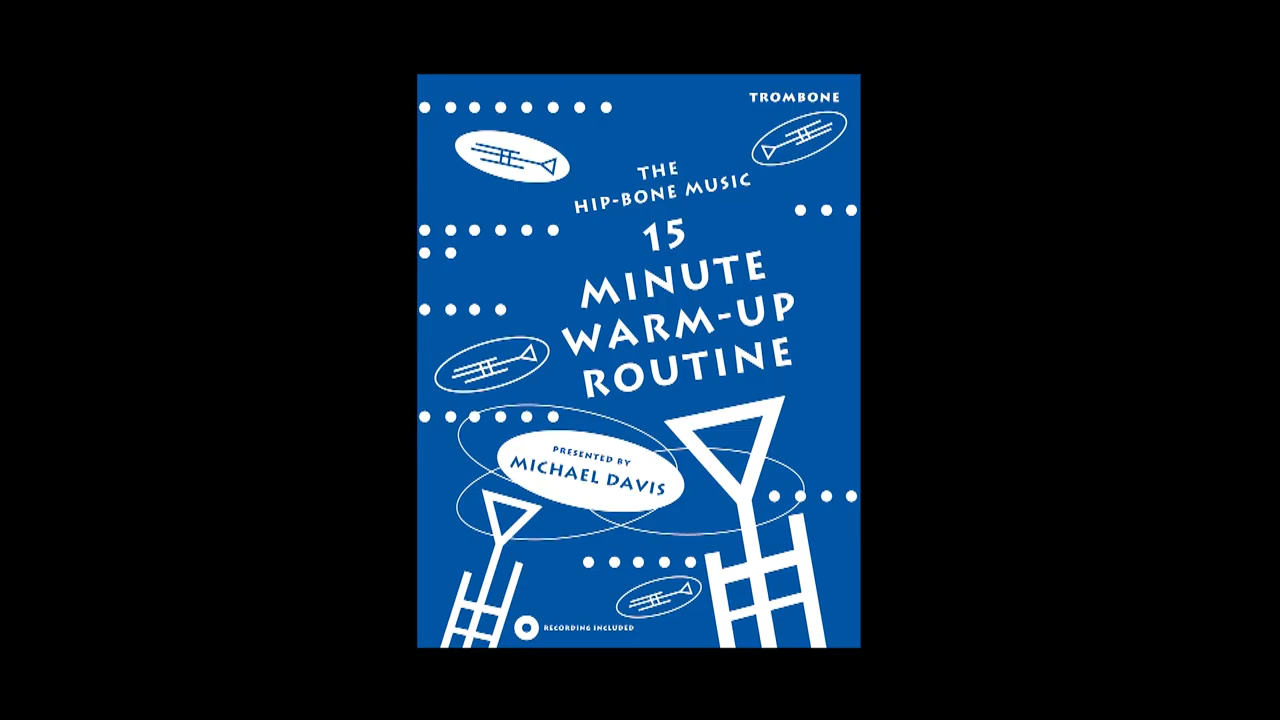 TROMBONE
THE
HIP-BONE MUSIC
15
MINUTE
WARM-UP
ROUTINE
PRESENTED BY
MICHAEL DAVIS
RECORDING INCLUDED